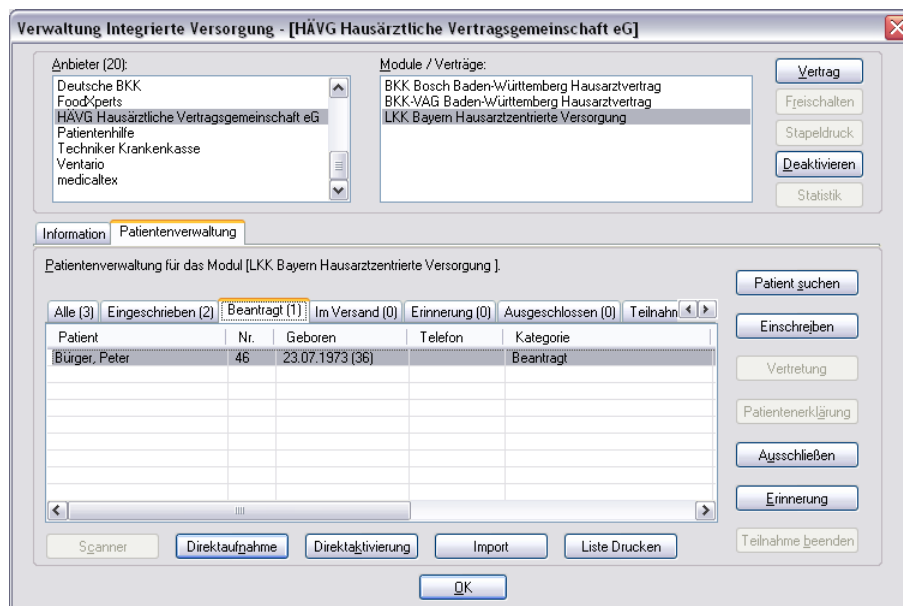 Verwaltung Integrierte Versorgung - [HÄVG Hausärztliche Vertragsgemeinschaft eG]
Anbieter (20):
Deutsche BKK
FoodXperts
HÄVG Hausärztliche Vertragsgemeinschaft eG
Patientenhilfe
Techniker Krankenkasse
Ventario
medicaltex
Module / Verträge:
BKK Bosch Baden-Württemberg Hausarztvertrag
BKK-VAG Baden-Württemberg Hausarztvertrag
LKK Bayern Hausarztzentrierte Versorgung
Vertrag
Freischalten
Stapeldruck
Deaktivieren
Statistik
Information Patientenverwaltung
Patientenverwaltung für das Modul [LKK Bayern Hausarztzentrierte Versorgung ].
Alle (3) Eingeschrieben (2) Beantragt (1) Im Versand (0) Erinnerung (0) Ausgeschlossen (0) Teilnahm
Patient Nr. Geboren Telefon Kategorie
Bürger, Peter 46 23.07.1973 (36) Beantragt
Patient suchen
Einschreiben
Vertretung
Patientenerklärung
Ausschließen
Erinnerung
Teilnahme beenden
Scanner Direktaufnahme Direktaktivierung Import Liste Drucken
OK